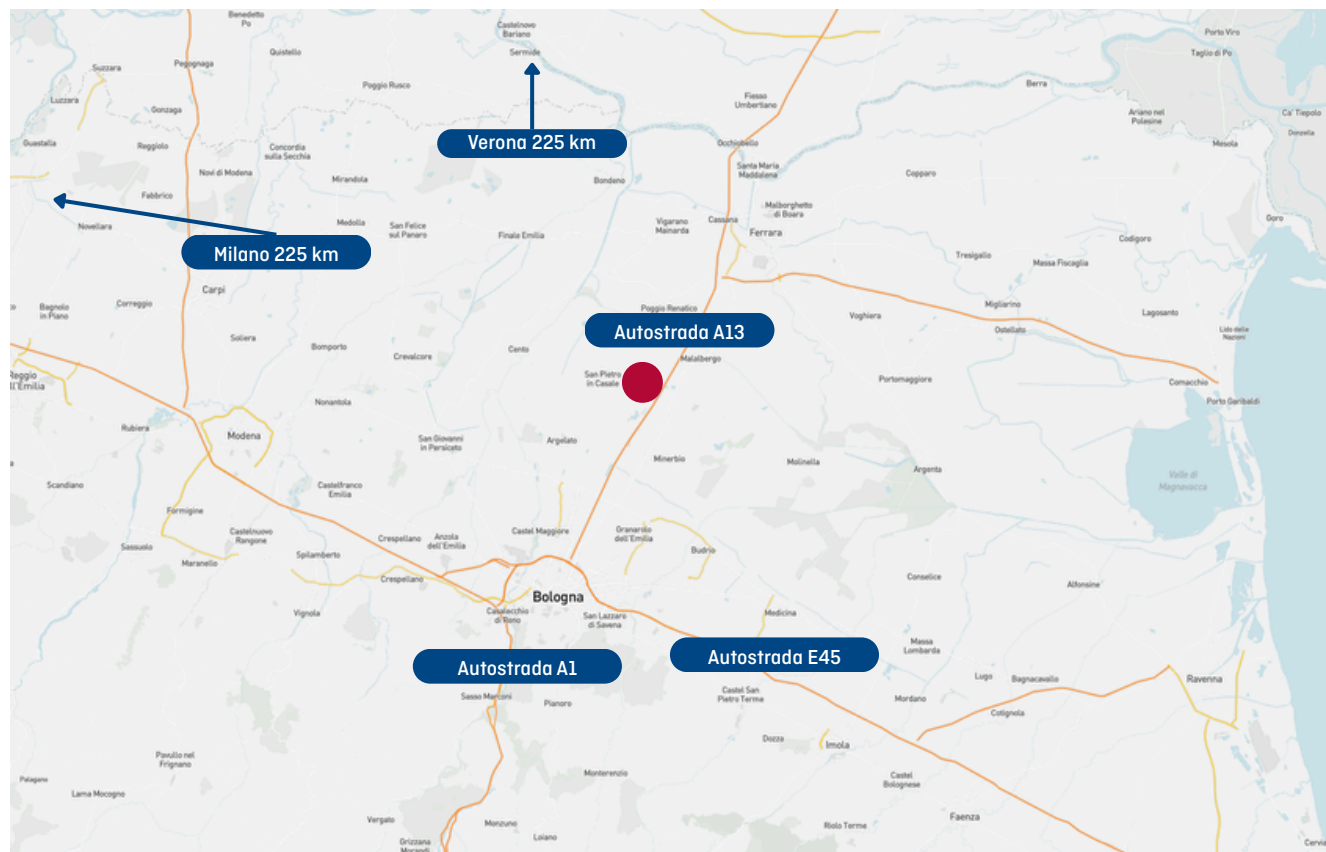 Benedetto
Po
Castelnovo
Bariano
Porto Viro
Quistello
Sermide
Taglio di Po
Suzzara
Pegognaga
Poggio Rusco
Berra
Luzzara
Gonzaga
Fiesso
Umbertiano
Ariano nel
Polesine
Ca' Tiepolo
Donzella
Guastalla
Reggiolo
Concordia
sulla Secchia
Verona 225 km
Occhiobello
Mesola
Novi di Modena
Mirandola
Bondeno
Santa Maria
Maddalena
Copparo
Fabbrico
Novellara
Medolla
San Felice
sul Panaro
Finale Emilia
Vigarano
Mainarda
Cassana
Malborghetto
di Boara
Ferrara
Goro
Codigoro
Milano 225 km
Tresigallo
Massa Fiscaglia
Carpi
Bagnolo
in Piano
Correggio
Poggio Renatico
Voghiera
Migliarino
Ostellato
Lagosanto
Lido delle
Nazioni
Soliera
Bomporto
Crevalcore
Cento
Autostrada A13
Malalbergo
Reggio
ll'Emilia
San Pietro
in Casale
Portomaggiore
Comacchio
Porto Garibaldi
Nonantola
Rubiera
Modena
San Giovanni
in Persiceto
Argelato
Minerbio
Molinella
Argenta
Valle di
Magnavacca
Scandiano
Castelfranco
Emilia
Formigine
Castelnuovo
Rangone
Crespellano
Anzola
dell'Emilia
Castel Maggiore
Granarolo
dell'Emilia
Budrio
Sassuolo
Maranello
Spilamberto
Crespellano
Conselice
Alfonsine
Vignola
Bologna
Casalecchio
di Reno
San Lazzaro
di Savena
Medicina
Massa
Lombarda
Autostrada A1
Autostrada E45
Lugo
Bagnacavallo
Ravenna
Sasso Marconi
Pianoro
Castel San
Pietro Terme
Mordano
Cotignola
Dozza
Imola
Pavullo nel
Frignano
Palagano
Lama Mocogno
Monterenzio
Castel
Bolognese
Vergato
Monzuno
Loiano
Riolo Terme
Faenza
Grizzana
Morandi
Cervia